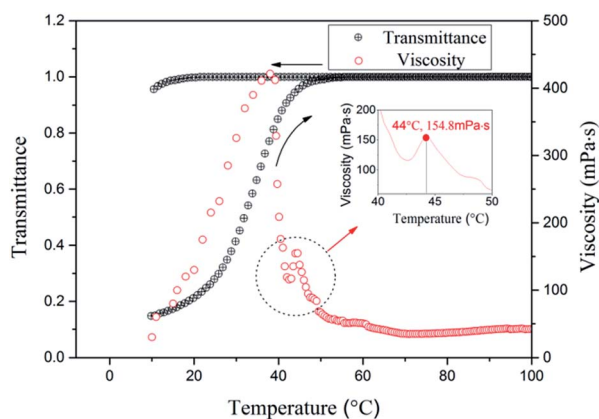 1.2
1.0
0.8
0.6
0.4
0.2
0.0
Transmittance
500
400
300
200
100
0
Viscosity (mPa·s)
Transmittance
Viscosity
200
150
100
Viscosity (mPa·s)
44°C, 154.8mPa·s
40 45 50
Temperature (°C)
0 20 40 60 80 100
Temperature (°C)